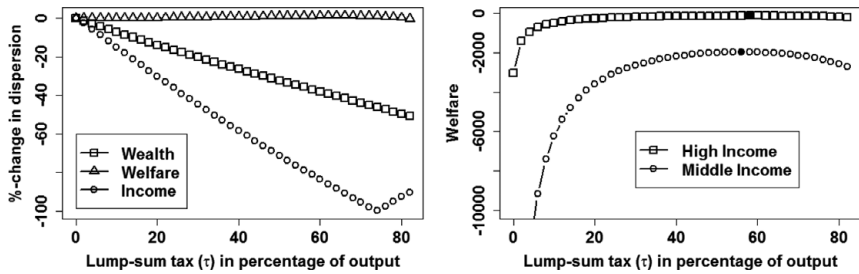 %-change in dispersion
0
-20
-40
-60
-80
-100
Wealth
Welfare
Income
0 20 40 60 80
Lump-sum tax (τ) in percentage of output
Welfare
0
-2000
-6000
-10000
High Income
Middle Income
0 20 40 60 80
Lump-sum tax (τ) in percentage of output